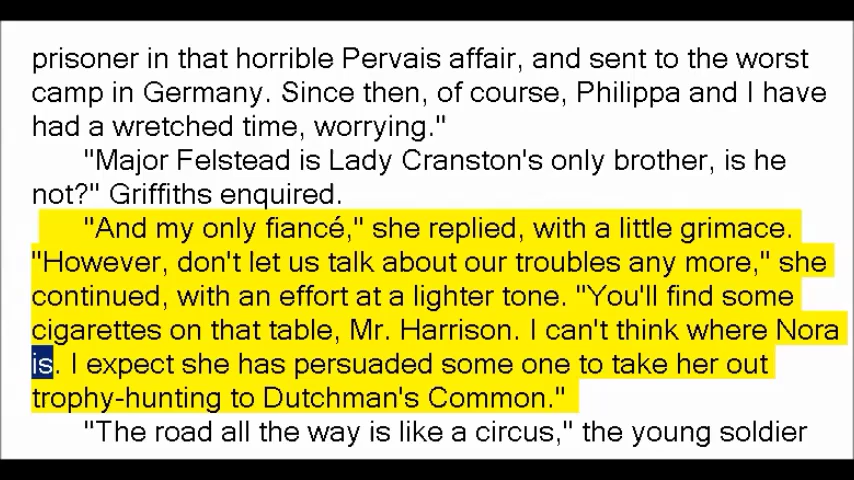 prisoner in that horrible Pervais affair, and sent to the worst
camp in Germany. Since then, of course, Philippa and I have
had a wretched time, worrying."
"Major Felstead is Lady Cranston's only brother, is he
not?" Griffiths enquired.
"And my only fiancé," she replied, with a little grimace.
"However, don't let us talk about our troubles any more," she
continued, with an effort at a lighter tone. "You'll find some
cigarettes on that table, Mr. Harrison. I can't think where Nora
is. I expect she has persuaded some one to take her out
trophy-hunting to Dutchman's Common."
"The road all the way is like a circus," the young soldier